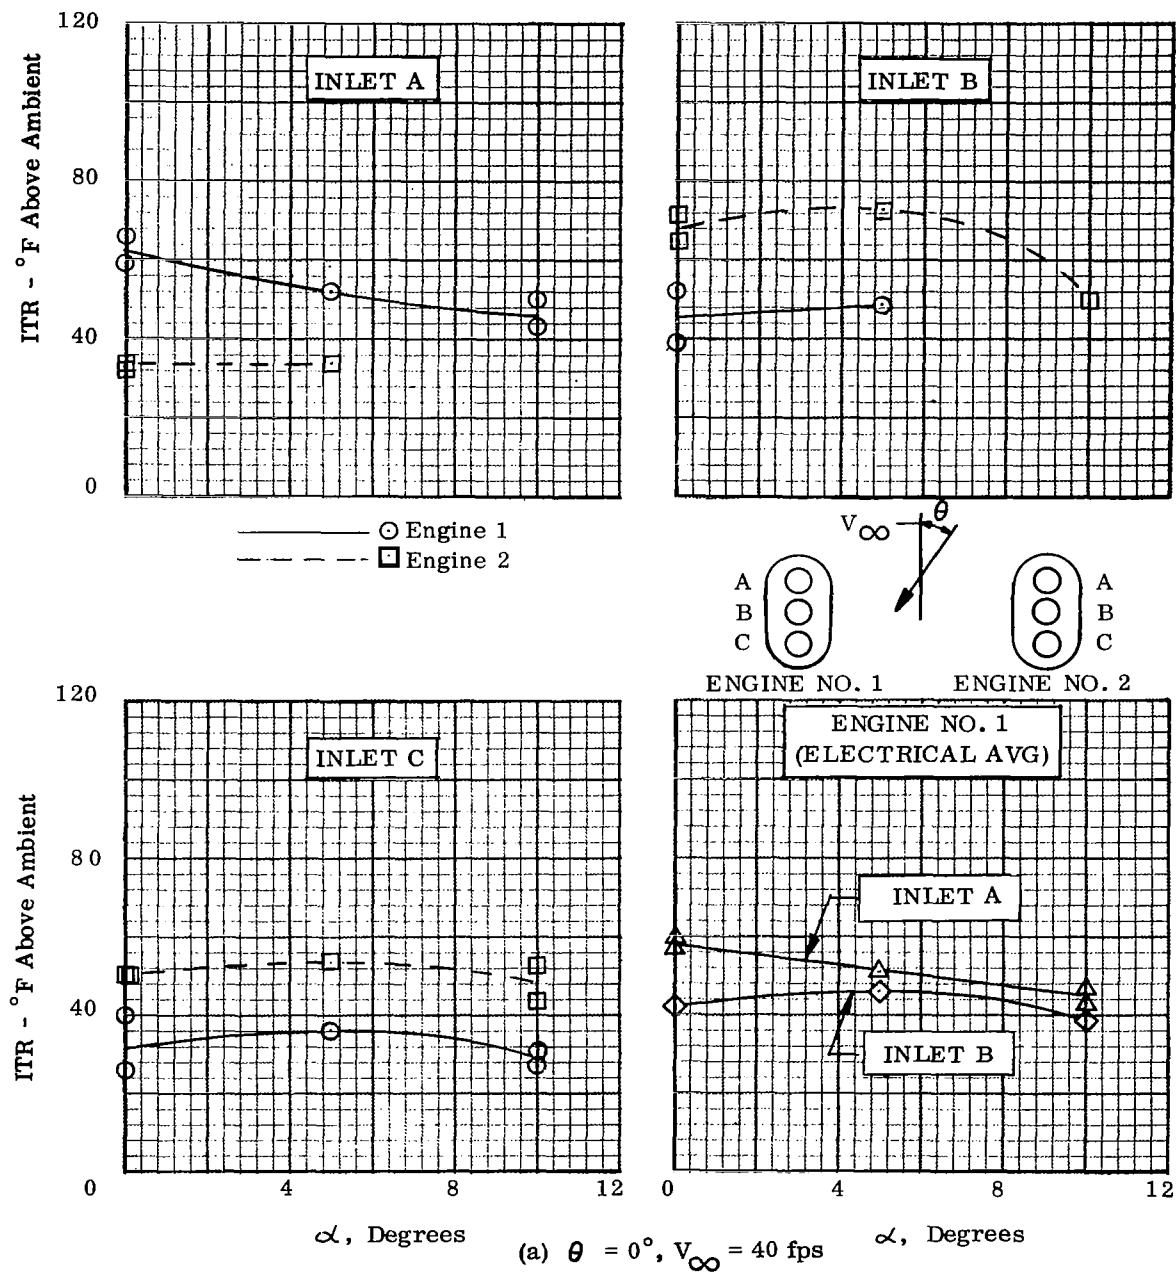 120
80
40
0
ITR - °F Above Ambient
INLET A
INLET B
Engine 1
Engine 2
V∞
θ
A
B
C
ENGINE NO. 1
A
B
C
ENGINE NO. 2
120
80
40
0
ITR - °F Above Ambient
INLET C
4
8
12
α, Degrees
ENGINE NO. 1
(ELECTRICAL AVG)
INLET A
INLET B
0
4
8
12
α, Degrees
(a) θ = 0°, V∞ = 40 fps